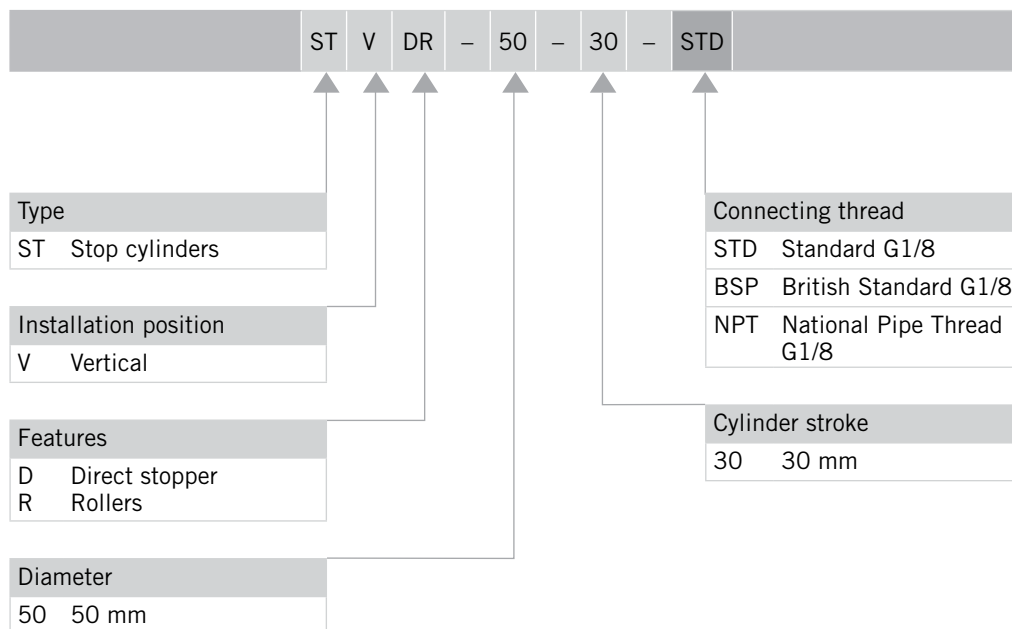 ST V DR – 50 – 30 – STD
Type
ST Stop cylinders
Installation position
V Vertical
Features
D Direct stopper
R Rollers
Diameter
50 50 mm
Connecting thread
STD Standard G1/8
BSP British Standard G1/8
NPT National Pipe Thread
G1/8
Cylinder stroke
30 30 mm